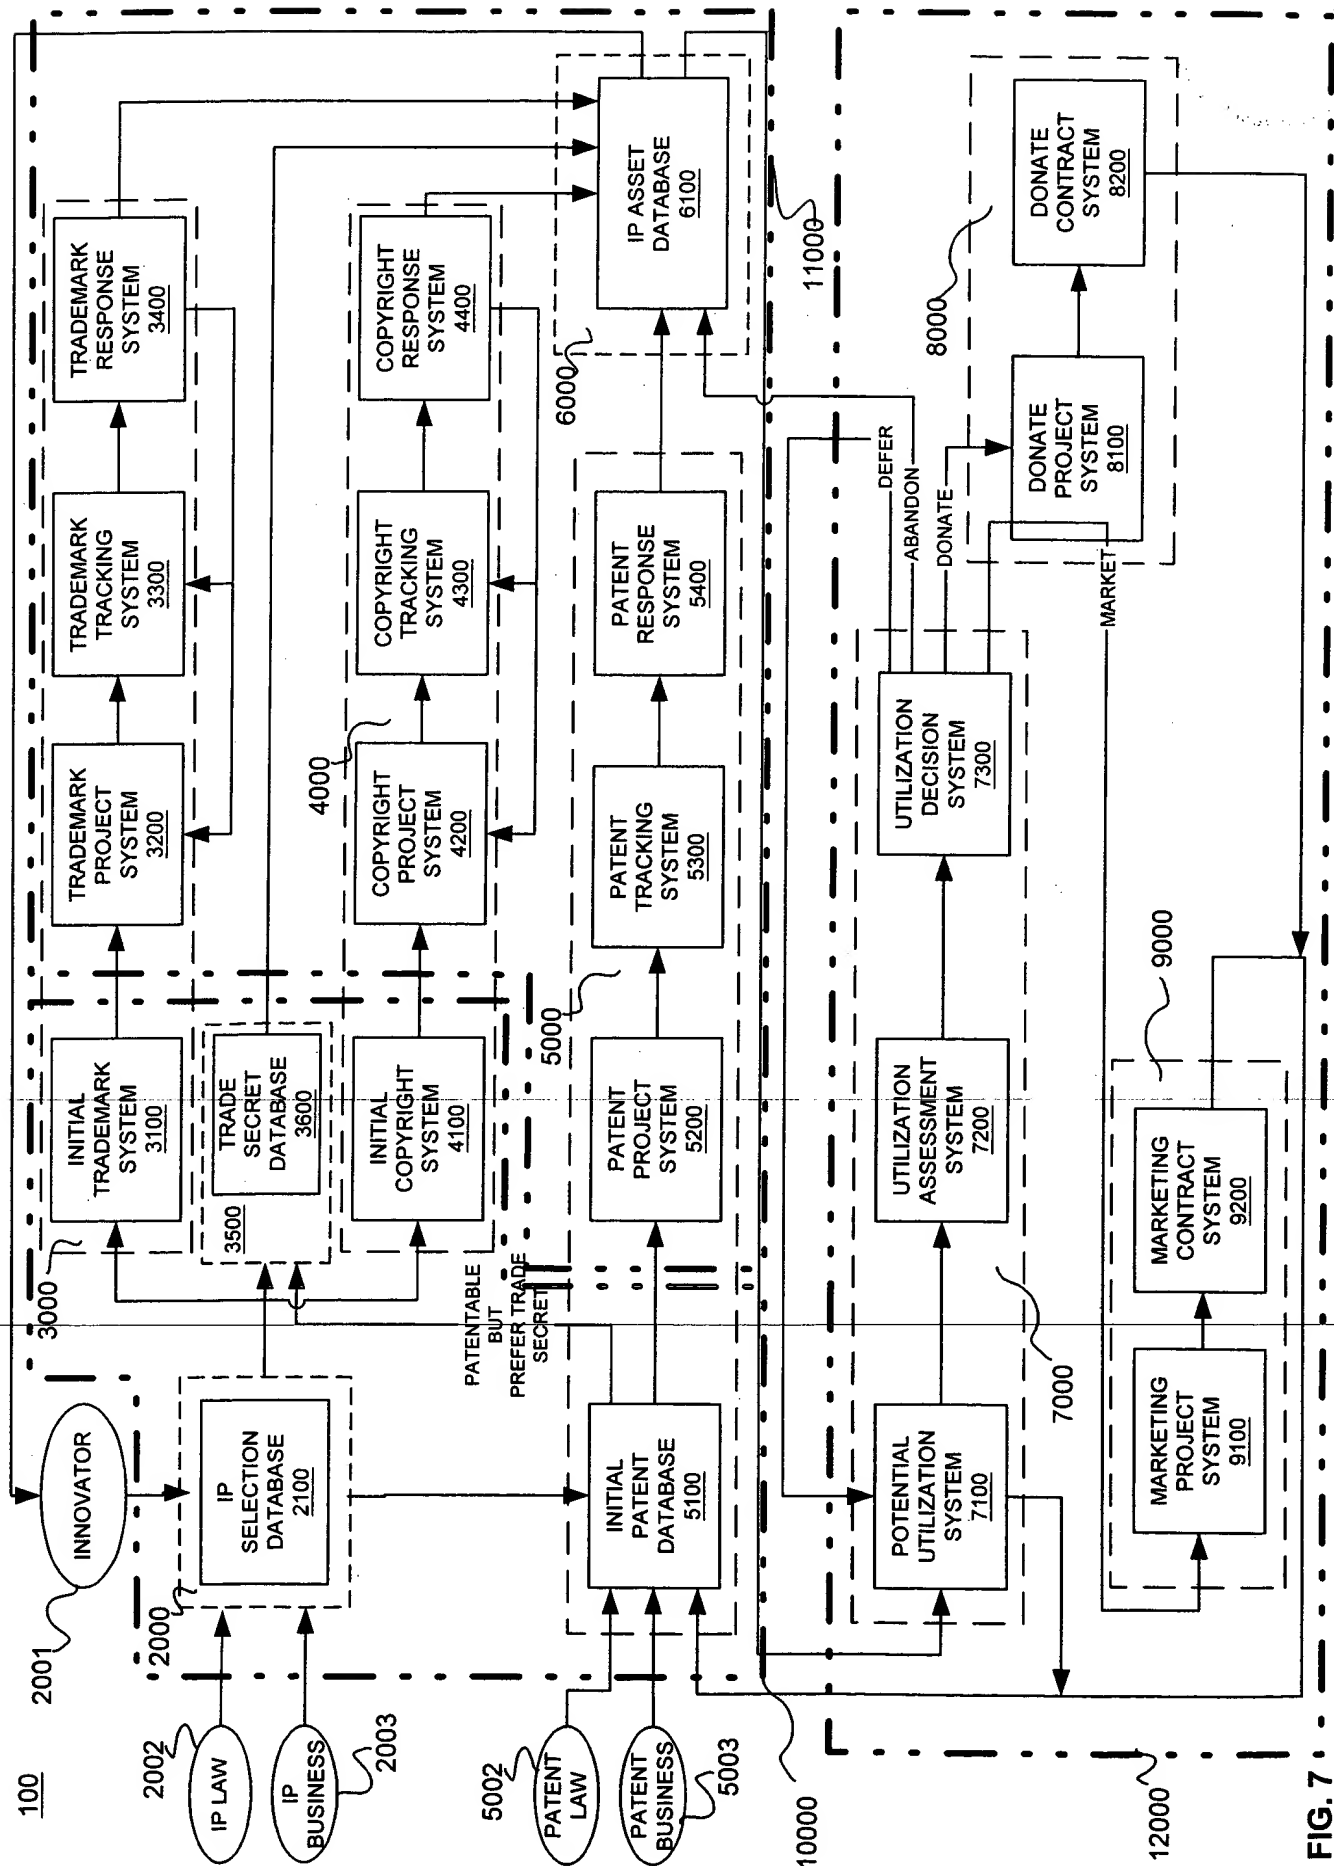 100
2001
INNOVATOR
2002
IP LAW
IP
BUSINESS
2003
2000
IP
SELECTION
DATABASE
2100
3000
INITIAL
TRADEMARK
SYSTEM
3100
TRADEMARK
PROJECT
SYSTEM
3200
TRADEMARK
TRACKING
SYSTEM
3300
TRADEMARK
RESPONSE
SYSTEM
3400
3500
TRADE
SECRET
DATABASE
3600
INITIAL
COPYRIGHT
SYSTEM
4100
4000
COPYRIGHT
PROJECT
SYSTEM
4200
COPYRIGHT
TRACKING
SYSTEM
4300
COPYRIGHT
RESPONSE
SYSTEM
4400
PATENTABLE
BUT
PREFER TRADE
SECRET
5002
PATENT
LAW
PATENT
BUSINESS
5003
INITIAL
PATENT
DATABASE
5100
5000
PATENT
PROJECT
SYSTEM
5200
PATENT
TRACKING
SYSTEM
5300
PATENT
RESPONSE
SYSTEM
5400
6000
IP ASSET
DATABASE
6100
10000
11000
POTENTIAL
UTILIZATION
SYSTEM
7100
7000
UTILIZATION
ASSESSMENT
SYSTEM
7200
UTILIZATION
DECISION
SYSTEM
7300
DEFER
ABANDON
DONATE
MARKET
8000
DONATE
PROJECT
SYSTEM
8100
DONATE
CONTRACT
SYSTEM
8200
9000
MARKETING
PROJECT
SYSTEM
9100
MARKETING
CONTRACT
SYSTEM
9200
12000
FIG. 7